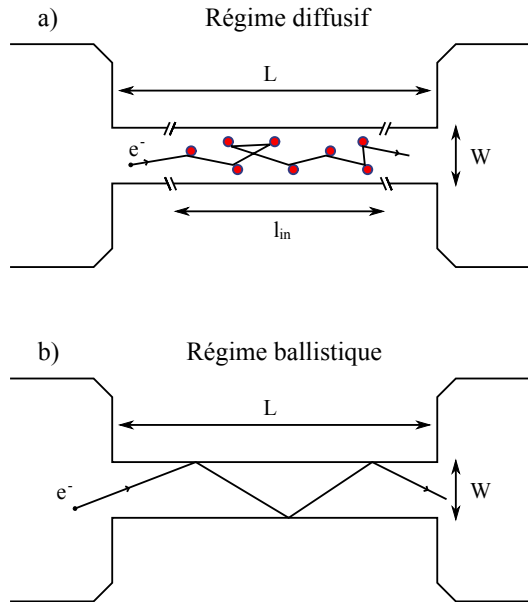 a) Régime diffusif
L
e-
W
lin
b) Régime ballistique
L
e-
W